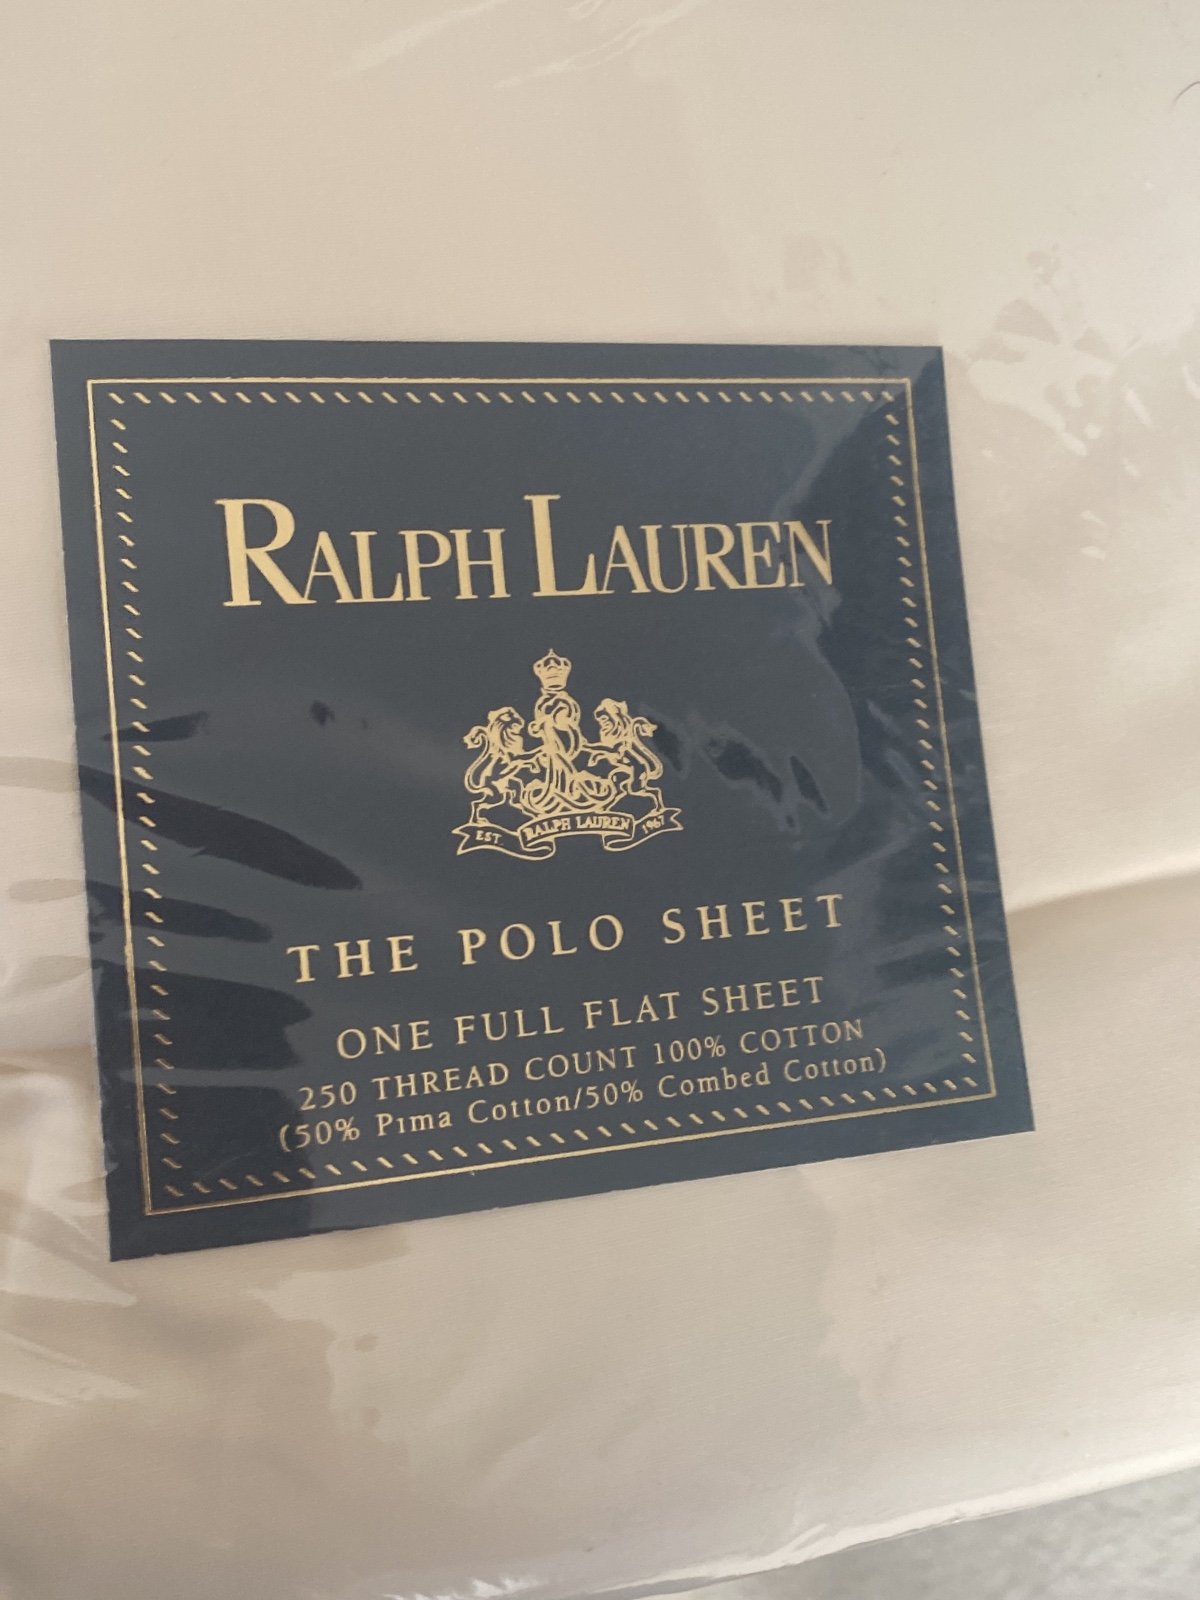 RALPH LAUREN
EST. RALPH LAUREN 1967
THE POLO SHEET
ONE FULL FLAT SHEET
250 THREAD COUNT 100% COTTON
(50% Pima Cotton/50% Combed Cotton)